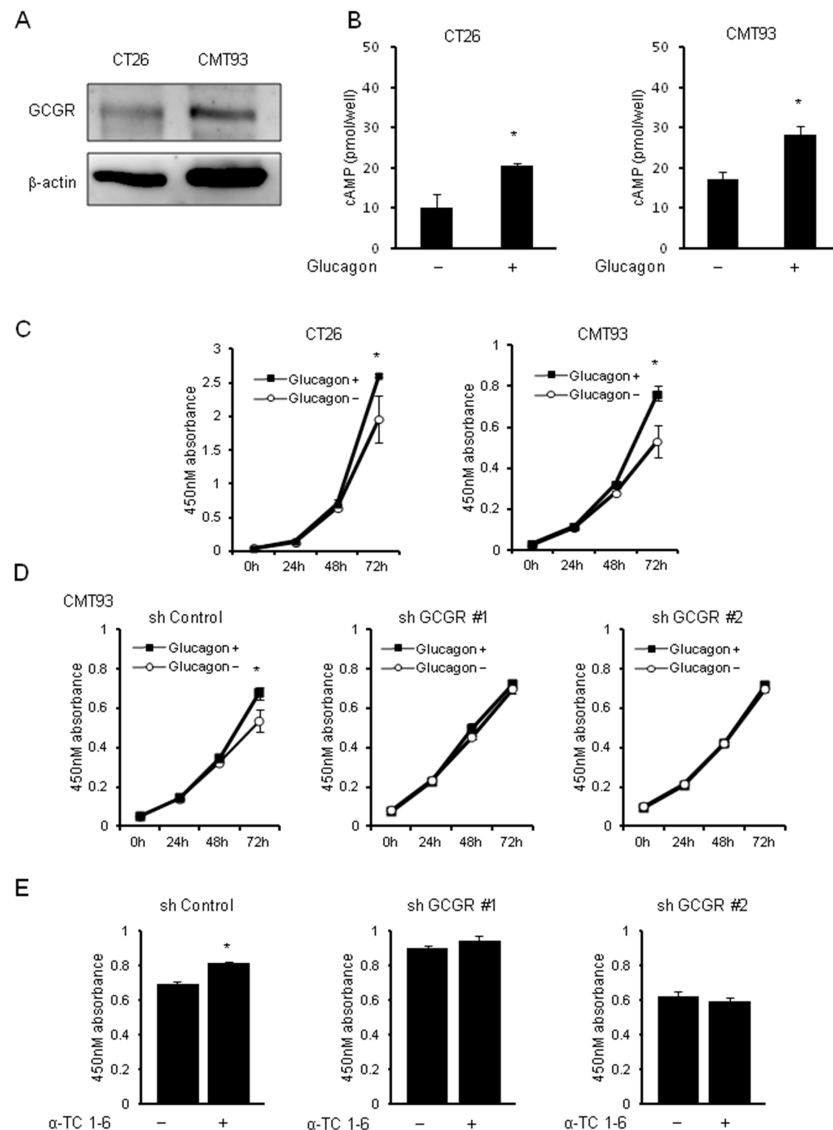 A
CT26 CMT93
GCGR
β-actin
B
CT26 CMT93
cAMP (pmol/well) cAMP (pmol/well)
50 50
40 40
30 30
20 20
10 10
0 0
* *
Glucagon − + Glucagon − +
C
CT26 CMT93
450nM absorbance 450nM absorbance
3 1
2.5 0.8
2 0.6
1.5 0.4
1 0.2
0.5 0
0
Glucagon + Glucagon +
Glucagon − Glucagon −
* *
0h 24h 48h 72h 0h 24h 48h 72h
D
CMT93
sh Control sh GCGR #1 sh GCGR #2
450nM absorbance 450nM absorbance 450nM absorbance
1 1 1
0.8 0.8 0.8
0.6 0.6 0.6
0.4 0.4 0.4
0.2 0.2 0.2
0 0 0
Glucagon + Glucagon + Glucagon +
Glucagon − Glucagon − Glucagon −
*
0h 24h 48h 72h 0h 24h 48h 72h 0h 24h 48h 72h
E
sh Control sh GCGR #1 sh GCGR #2
450nM absorbance 450nM absorbance 450nM absorbance
1 1 1
0.8 0.8 0.8
0.6 0.6 0.6
0.4 0.4 0.4
0.2 0.2 0.2
0 0 0
*
α-TC 1-6 − + α-TC 1-6 − + α-TC 1-6 − +